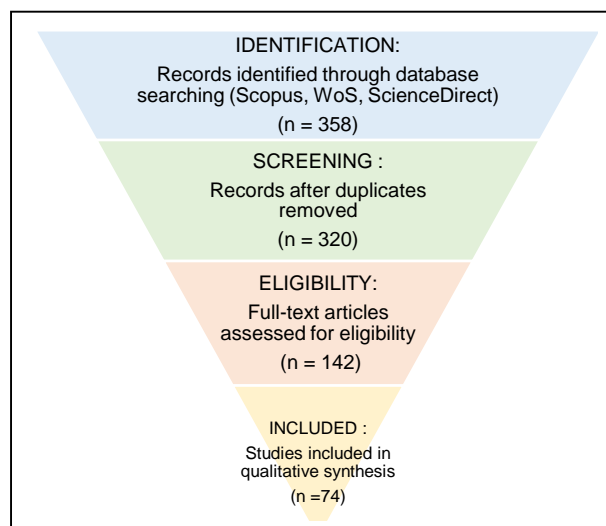 IDENTIFICATION:
Records identified through database
searching (Scopus, WoS, ScienceDirect)
(n = 358)
SCREENING :
Records after duplicates
removed
(n = 320)
ELIGIBILITY:
Full-text articles
assessed for eligibility
(n = 142)
INCLUDED :
Studies included in
qualitative synthesis
(n =74)